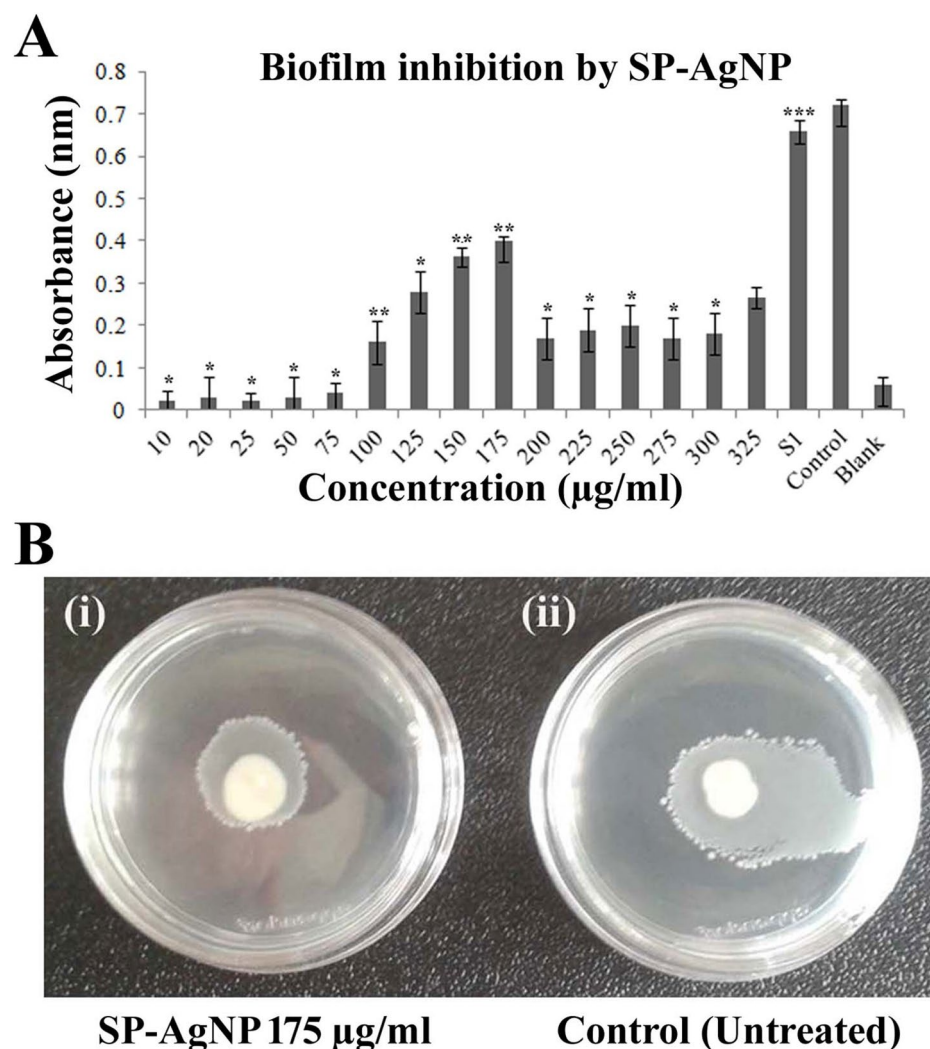 A
Biofilm inhibition by SP-AgNP
Absorbance (nm)
0.8
0.7
0.6
0.5
0.4
0.3
0.2
0.1
0
* * * * * ** * ** ** * * * * * ***
10 20 25 50 75 100 125 150 175 200 225 250 275 300 325 S1 Control Blank
Concentration (µg/ml)
B
(i) (ii)
SP-AgNP 175 µg/ml Control (Untreated)